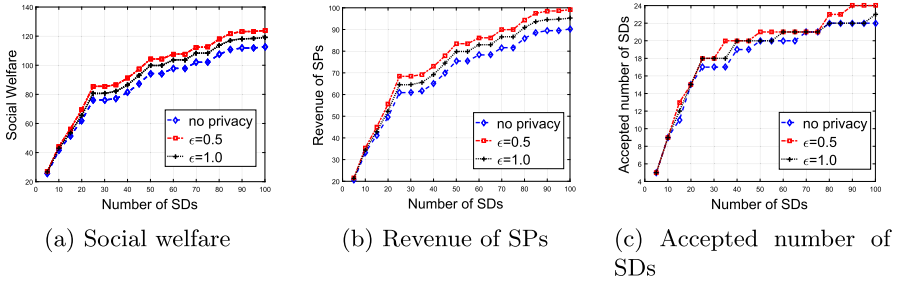 140
120
100
80
60
40
20
0 10 20 30 40 50 60 70 80 90 100
Social Welfare
Number of SDs
no privacy
ϵ=0.5
ϵ=1.0
(a) Social welfare
100
90
80
70
60
50
40
30
20
0 10 20 30 40 50 60 70 80 90 100
Revenue of SPs
Number of SDs
no privacy
ϵ=0.5
ϵ=1.0
(b) Revenue of SPs
24
22
20
18
16
14
12
10
8
6
4
0 10 20 30 40 50 60 70 80 90 100
Accepted number of SDs
Number of SDs
no privacy
ϵ=0.5
ϵ=1.0
(c) Accepted number of
SDs